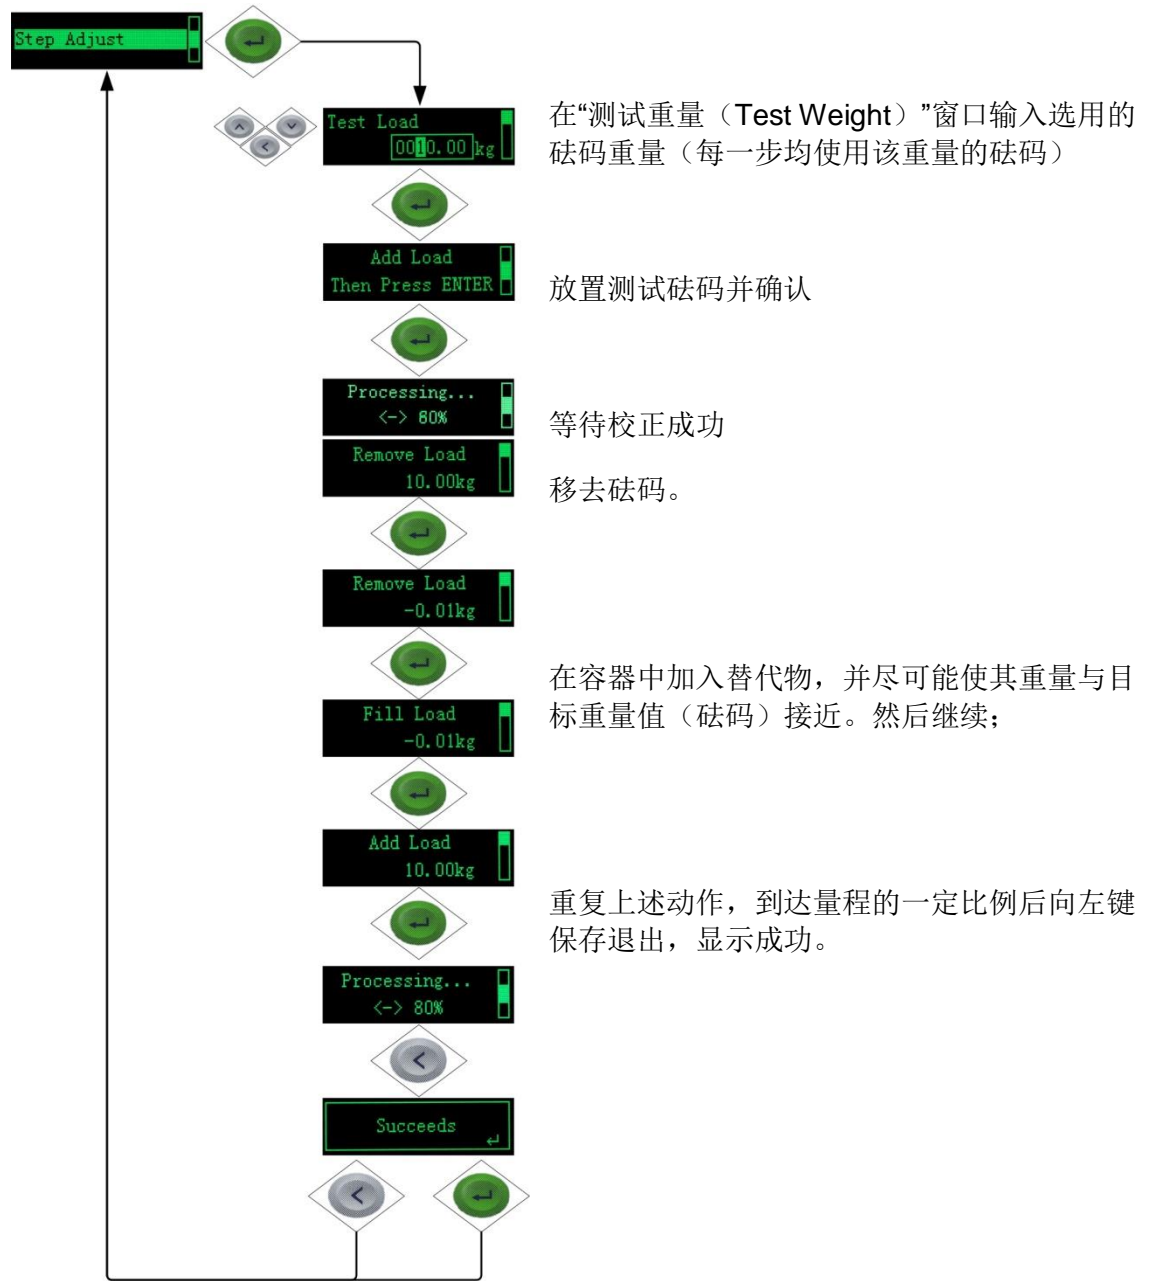 Step Adjust
在“测试重量（Test Weight）”窗口输入选用的
砝码重量（每一步均使用该重量的砝码）
Test Load
0010.00 kg
Add Load
Then Press ENTER
放置测试砝码并确认
Processing...
<-> 60%
等待校正成功
Remove Load
10.00kg
移去砝码。
Remove Load
-0.01kg
在容器中加入替代物，并尽可能使其重量与目
标重量值（砝码）接近。然后继续；
Fill Load
-0.01kg
Add Load
10.00kg
重复上述动作，到达量程的一定比例后向左键
保存退出，显示成功。
Processing...
<-> 80%
Succeeds